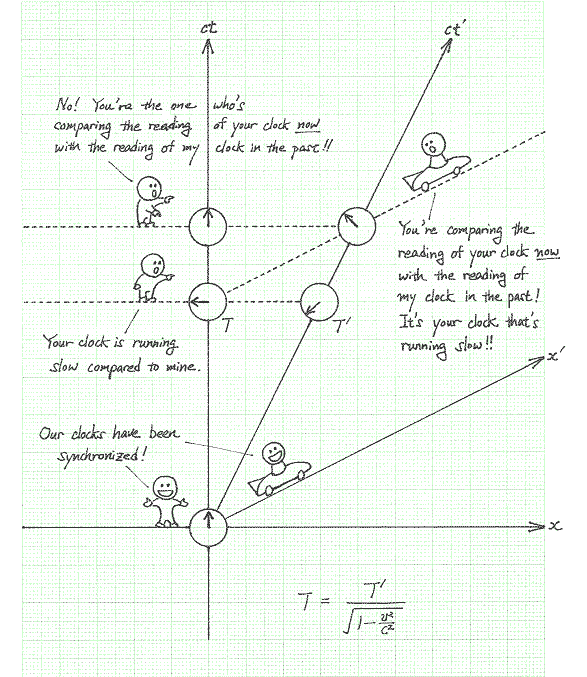 ct
ct′
No! You're the one who's
comparing the reading of your clock now
with the reading of my clock in the past!!
You're comparing the
reading of your clock now
with the reading of
my clock in the past!
It's your clock that's
running slow!!
T
T′
Your clock is running
slow compared to mine.
x′
Our clocks have been
synchronized!
x
T = T′ / √(1 − v²/c²)